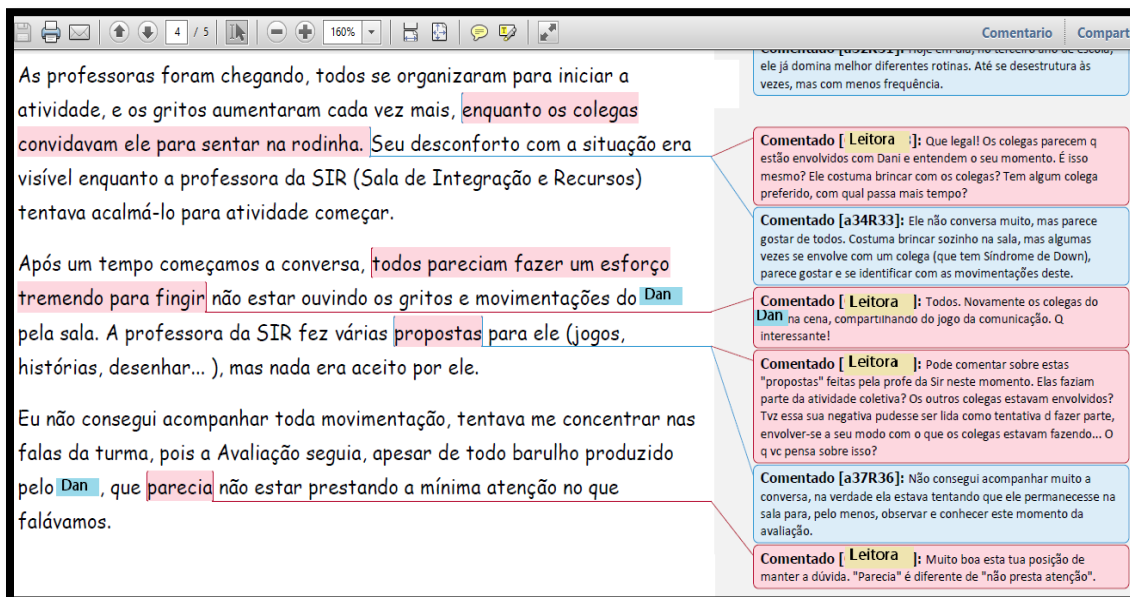 4 / 5 160% Comentario Compart
As professoras foram chegando, todos se organizaram para iniciar a
atividade, e os gritos aumentaram cada vez mais, enquanto os colegas
convidavam ele para sentar na rodinha. Seu desconforto com a situação era
visível enquanto a professora da SIR (Sala de Integração e Recursos)
tentava acalmá-lo para atividade começar.
Após um tempo começamos a conversa, todos pareciam fazer um esforço
tremendo para fingir não estar ouvindo os gritos e movimentações do Dan
pela sala. A professora da SIR fez várias propostas para ele (jogos,
histórias, desenhar... ), mas nada era aceito por ele.
Eu não consegui acompanhar toda movimentação, tentava me concentrar nas
falas da turma, pois a Avaliação seguia, apesar de todo barulho produzido
pelo Dan , que parecia não estar prestando a mínima atenção no que
falávamos.
ele já domina melhor diferentes rotinas. Até se desestrutura às
vezes, mas com menos frequência.
Comentado [ Leitora ]: Que legal! Os colegas parecem q
estão envolvidos com Dani e entendem o seu momento. É isso
mesmo? Ele costuma brincar com os colegas? Tem algum colega
preferido, com qual passa mais tempo?
Comentado [a34R33]: Ele não conversa muito, mas parece
gostar de todos. Costuma brincar sozinho na sala, mas algumas
vezes se envolve com um colega (que tem Síndrome de Down),
parece gostar e se identificar com as movimentações deste.
Comentado [ Leitora ]: Todos. Novamente os colegas do
Dan na cena, compartilhando do jogo da comunicação. Q
interessante!
Comentado [ Leitora ]: Pode comentar sobre estas
"propostas" feitas pela profe da Sir neste momento. Elas faziam
parte da atividade coletiva? Os outros colegas estavam envolvidos?
Tvz essa sua negativa pudesse ser lida como tentativa d fazer parte,
envolver-se a seu modo com o que os colegas estavam fazendo... O
q vc pensa sobre isso?
Comentado [a37R36]: Não consegui acompanhar muito a
conversa, na verdade ela estava tentando que ele permanecesse na
sala para, pelo menos, observar e conhecer este momento da
avaliação.
Comentado [ Leitora ]: Muito boa esta tua posição de
manter a dúvida. "Parecia" é diferente de "não presta atenção".